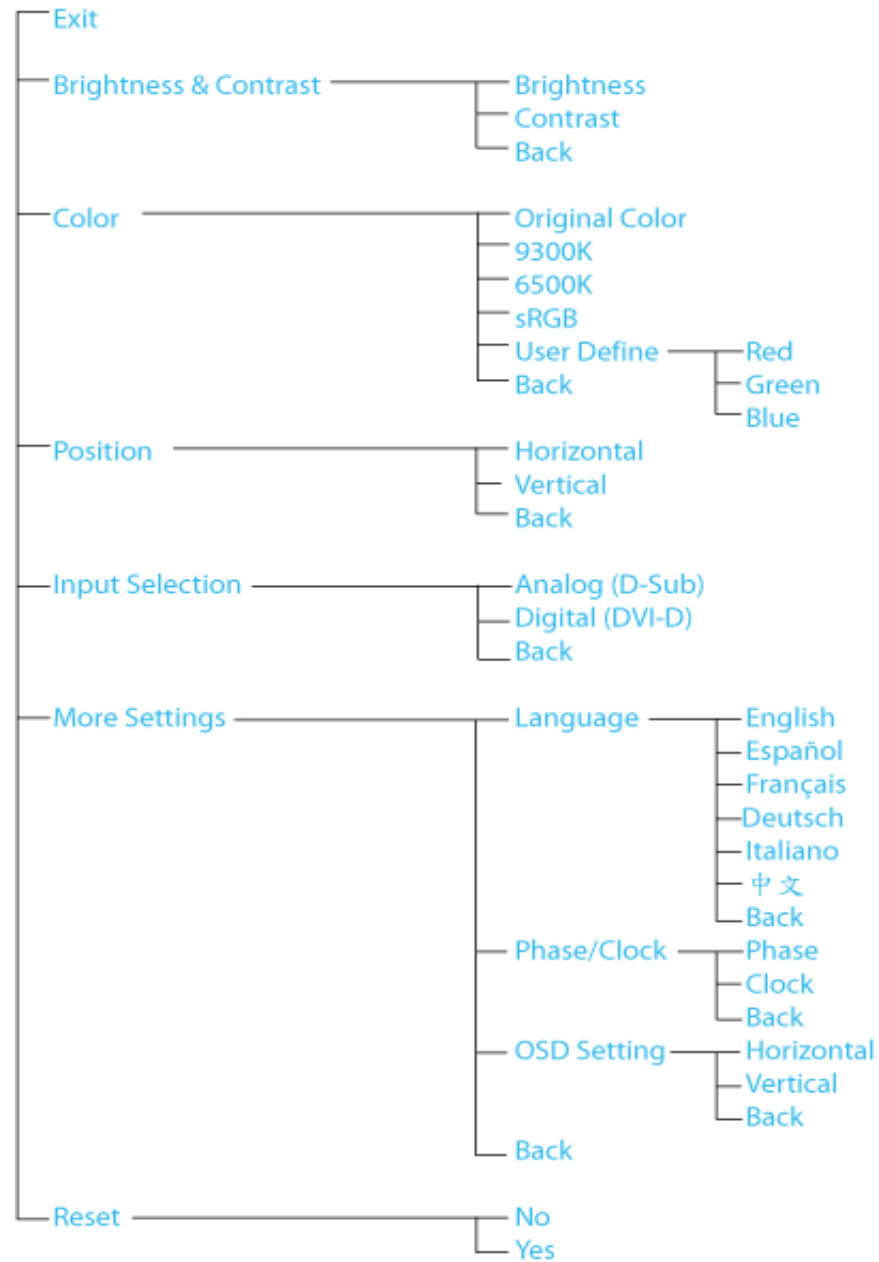 Exit
Brightness & Contrast Brightness
Contrast
Back
Color Original Color
9300K
6500K
sRGB
User Define Red
Back Green
Blue
Position Horizontal
Vertical
Back
Input Selection Analog (D-Sub)
Digital (DVI-D)
Back
More Settings Language English
Español
Français
Deutsch
Italiano
中文
Back
Phase/Clock Phase
Clock
Back
OSD Setting Horizontal
Vertical
Back
Back
Reset No
Yes